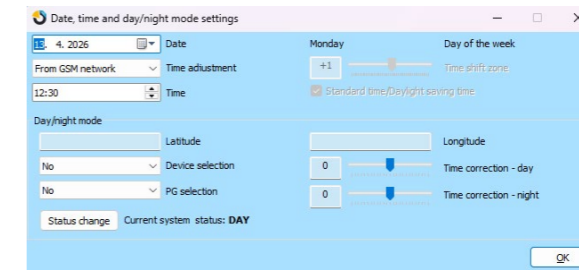 Date, time and day/night mode settings
13. 4. 2026 Date Monday Day of the week
From GSM network Time adjustment +1 Time shift zone
12:30 Time Standard time/Daylight saving time
Day/night mode
Latitude Longitude
No Device selection 0 Time correction - day
No PG selection 0 Time correction - night
Status change Current system status: DAY
OK